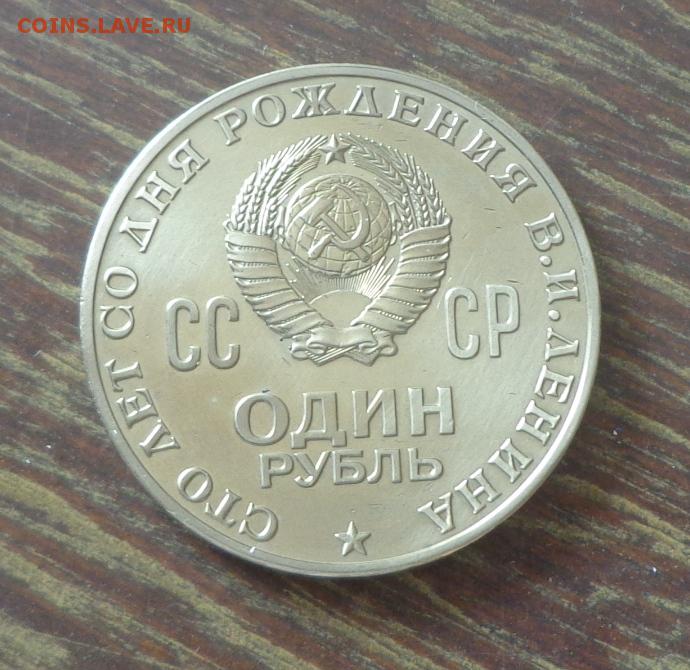 COINS.LAVE.RU
СТО ЛЕТ СО ДНЯ РОЖДЕНИЯ В.И.ЛЕНИНА
СС СР
ОДИН
РУБЛЬ